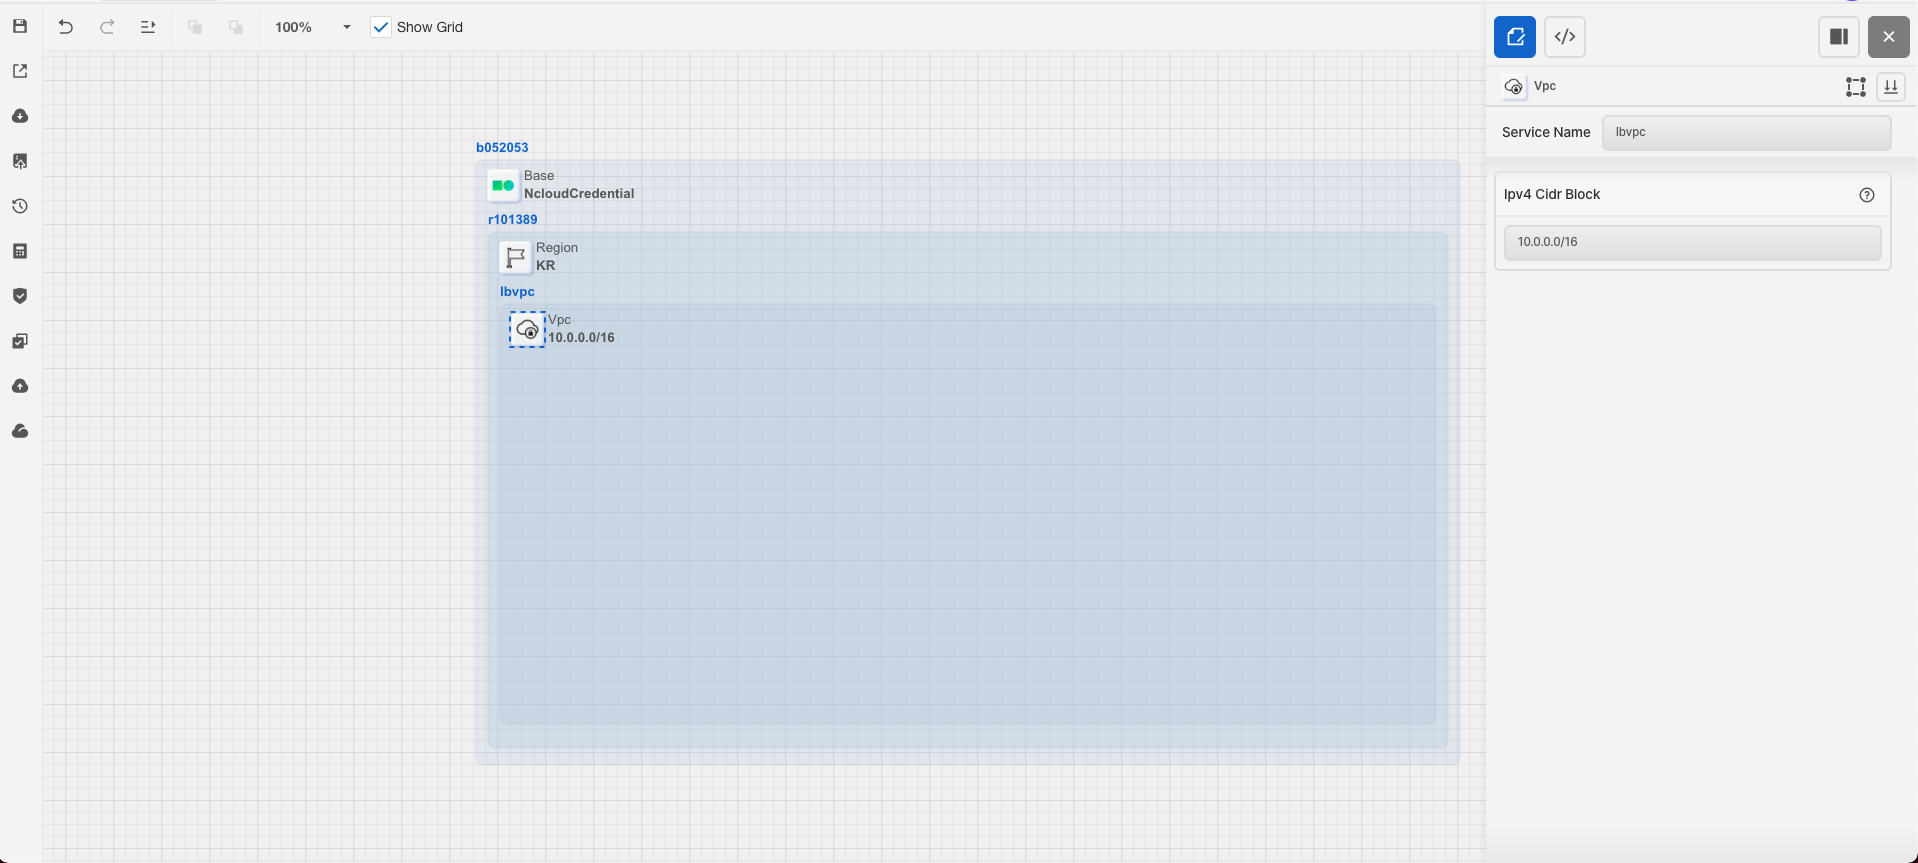 100%
Show Grid
</>
Vpc
Service Name
lbvpc
Ipv4 Cidr Block
10.0.0.0/16
b052053
Base
NcloudCredential
r101389
Region
KR
lbvpc
Vpc
10.0.0.0/16